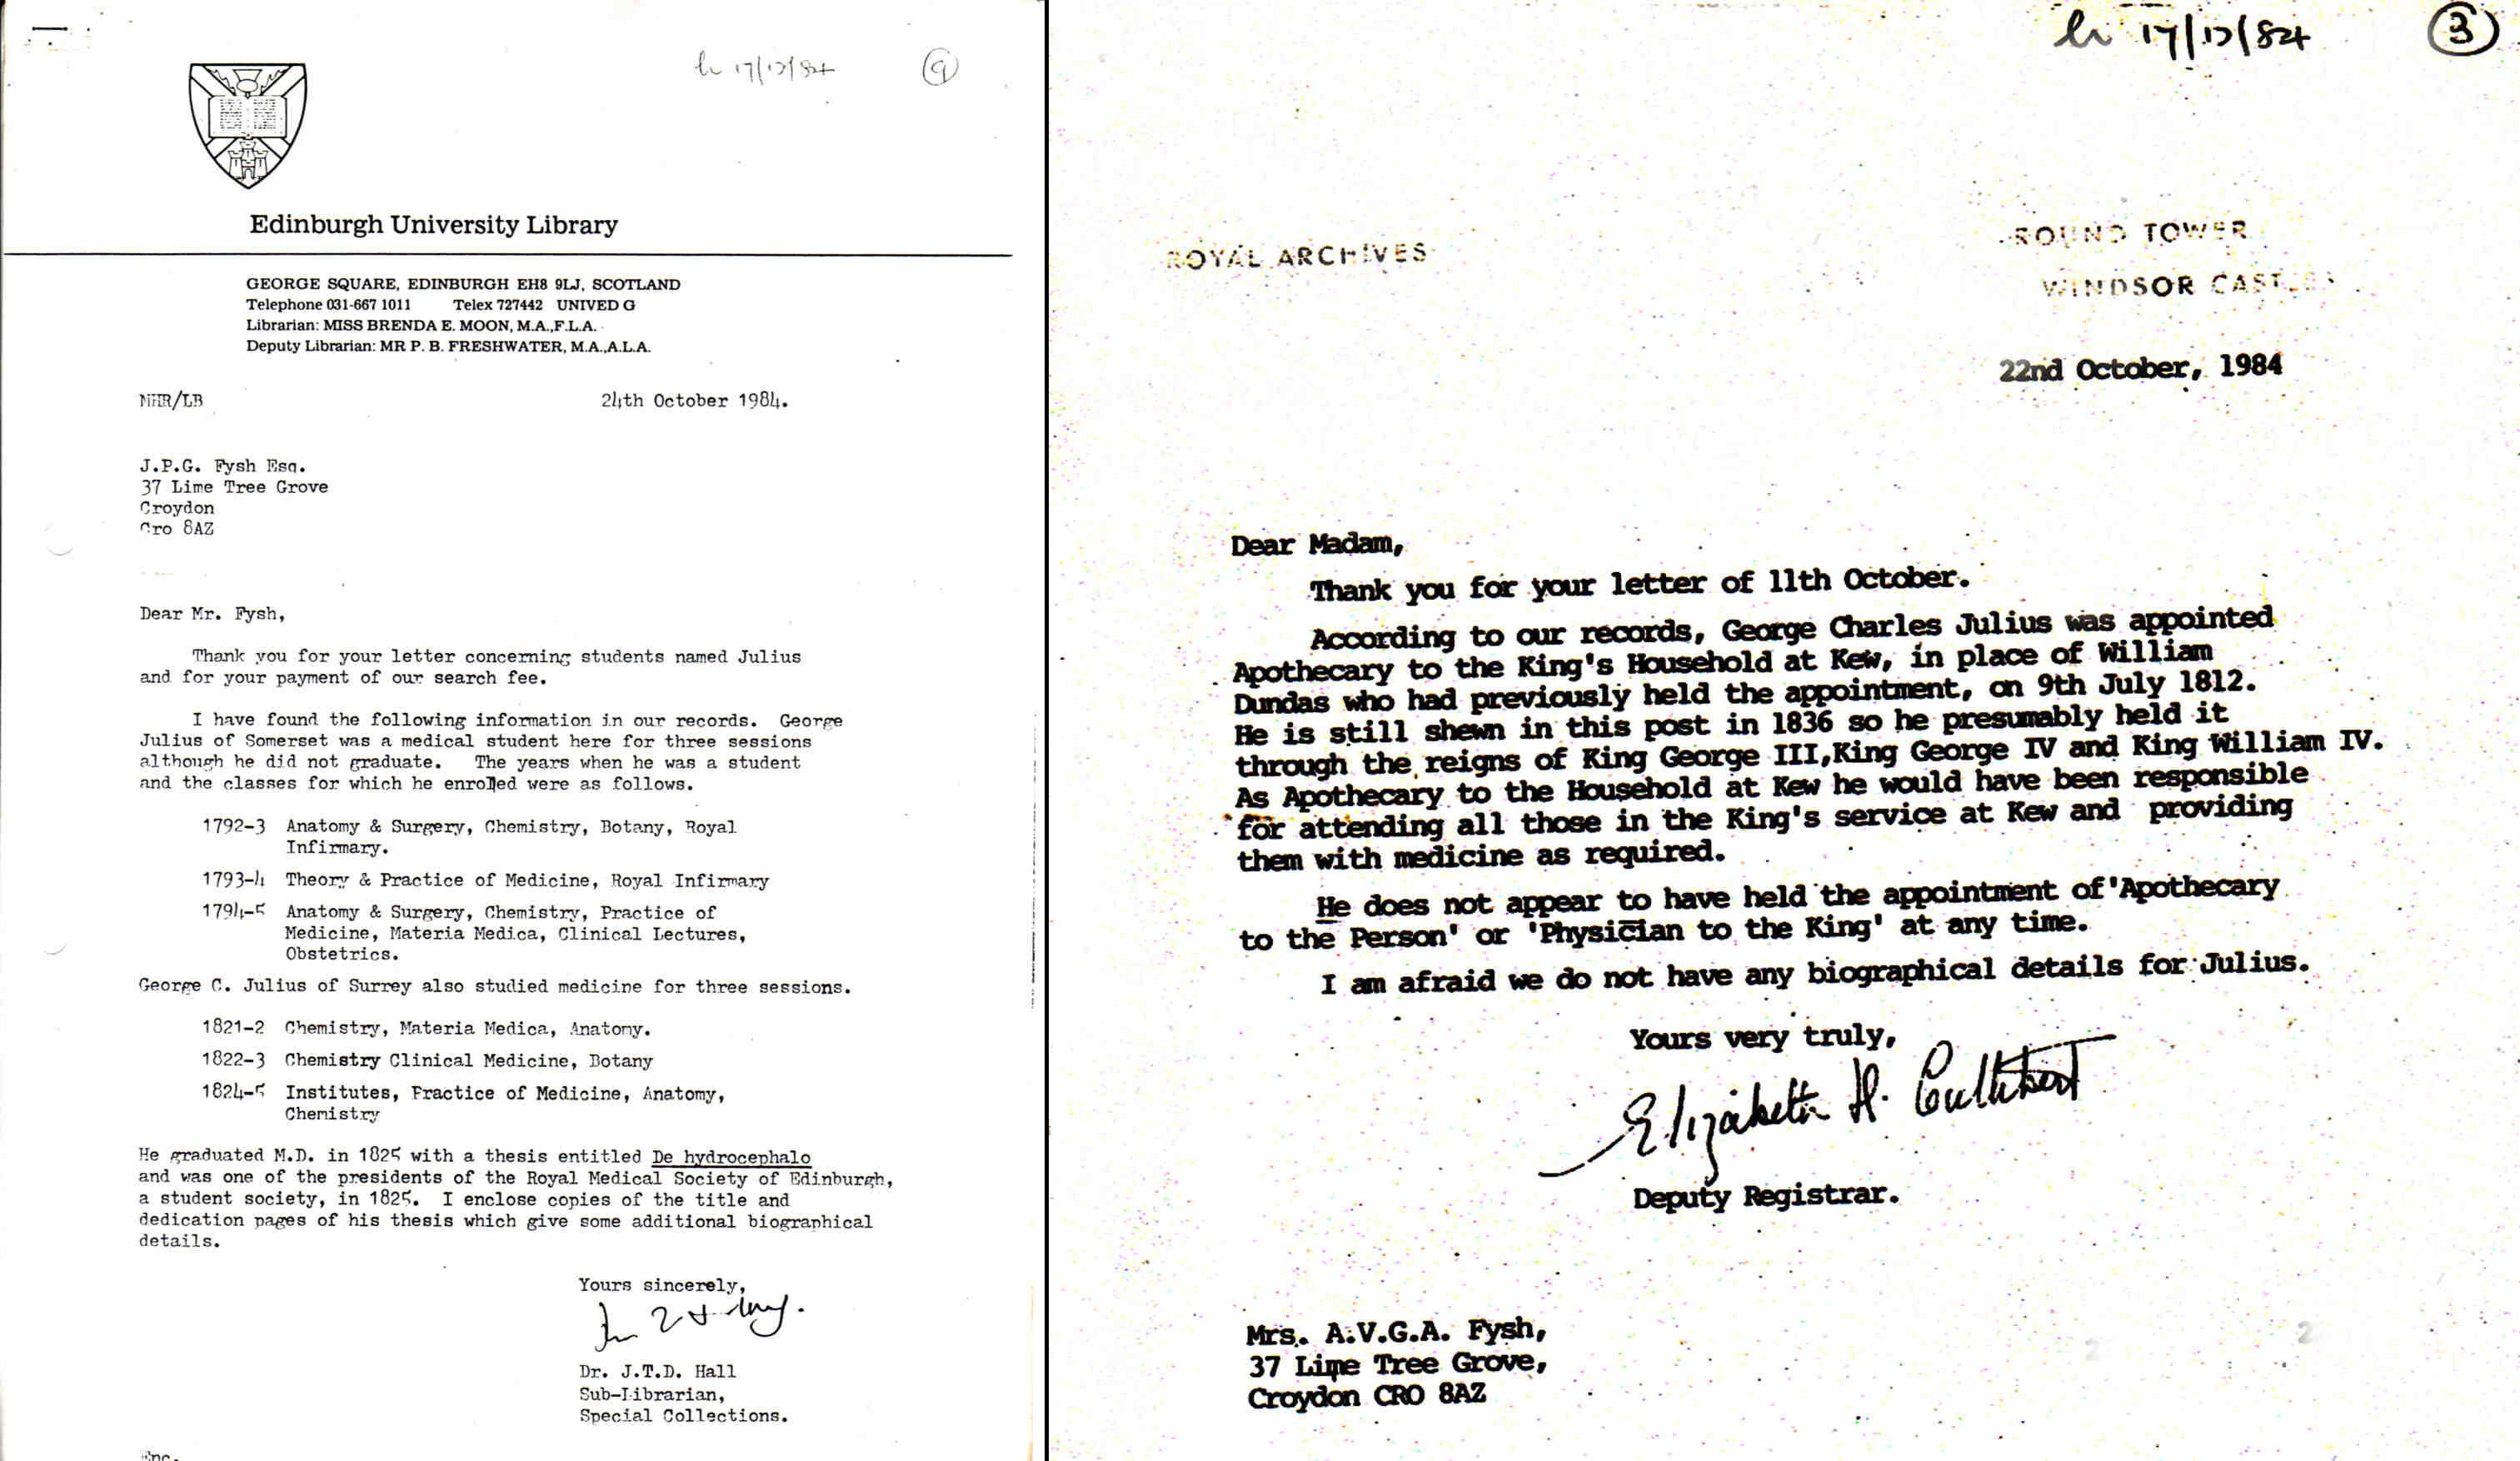 17/12/84
9
Edinburgh University Library
GEORGE SQUARE, EDINBURGH EH8 9LJ, SCOTLAND
Telephone 031-667 1011 Telex 727442 UNIVED G
Librarian: MISS BRENDA E. MOON, M.A.,F.L.A.
Deputy Librarian: MR P. B. FRESHWATER, M.A.,A.L.A.
NHR/LB 24th October 1984.
J.P.G. Fysh Esq.
37 Lime Tree Grove
Croydon
Cro 8AZ
Dear Mr. Fysh,
Thank you for your letter concerning students named Julius
and for your payment of our search fee.
I have found the following information in our records. George
Julius of Somerset was a medical student here for three sessions
although he did not graduate. The years when he was a student
and the classes for which he enrolled were as follows.
1792-3 Anatomy & Surgery, Chemistry, Botany, Royal
Infirmary.
1793-4 Theory & Practice of Medicine, Royal Infirmary
1794-5 Anatomy & Surgery, Chemistry, Practice of
Medicine, Materia Medica, Clinical Lectures,
Obstetrics.
George C. Julius of Surrey also studied medicine for three sessions.
1821-2 Chemistry, Materia Medica, Anatomy.
1822-3 Chemistry Clinical Medicine, Botany
1824-5 Institutes, Practice of Medicine, Anatomy,
Chemistry
He graduated M.D. in 1825 with a thesis entitled De hydrocephalo
and was one of the presidents of the Royal Medical Society of Edinburgh,
a student society, in 1825. I enclose copies of the title and
dedication pages of his thesis which give some additional biographical
details.
Yours sincerely,
Dr. J.T.D. Hall
Sub-Librarian,
Special Collections.
Enc.
17/12/84
3
ROYAL ARCHIVES
ROUND TOWER
WINDSOR CASTLE
22nd October, 1984
Dear Madam,
Thank you for your letter of 11th October.
According to our records, George Charles Julius was appointed
Apothecary to the King's Household at Kew, in place of William
Dundas who had previously held the appointment, on 9th July 1812.
He is still shewn in this post in 1836 so he presumably held it
through the reigns of King George III,King George IV and King William IV.
As Apothecary to the Household at Kew he would have been responsible
for attending all those in the King's service at Kew and providing
them with medicine as required.
He does not appear to have held the appointment of 'Apothecary
to the Person' or 'Physician to the King' at any time.
I am afraid we do not have any biographical details for Julius.
Yours very truly,
Elizabeth H. Cuthbert
Deputy Registrar.
Mrs. A.V.G.A. Fysh,
37 Lime Tree Grove,
Croydon CRO 8AZ
2
2